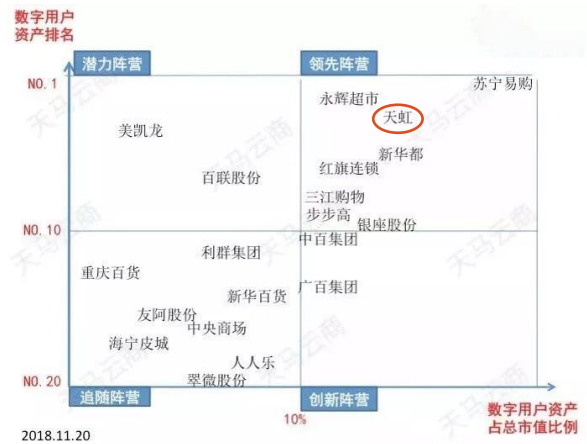 数字用户
资产排名
潜力阵营
领先阵营
NO. 1
苏宁易购
永辉超市
天虹
美凯龙
新华都
红旗连锁
百联股份
三江购物
步步高
银座股份
NO. 10
中百集团
利群集团
重庆百货
广百集团
新华百货
友阿股份
中央商场
海宁皮城
人人乐
翠微股份
NO. 20
追随阵营
创新阵营
10%
数字用户资产
占总市值比例
2018.11.20
天马云商